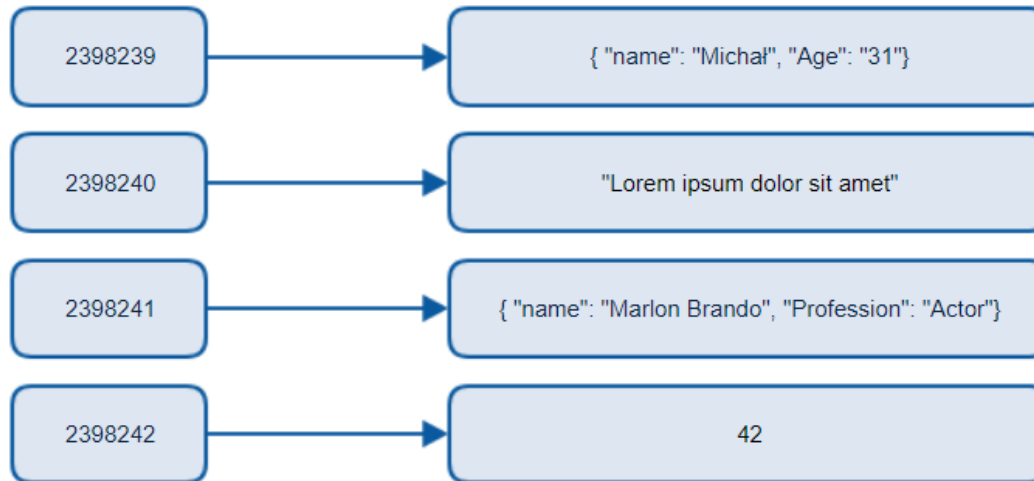 2398239
{ "name": "Michał", "Age": "31"}
2398240
"Lorem ipsum dolor sit amet"
2398241
{ "name": "Marlon Brando", "Profession": "Actor"}
2398242
42